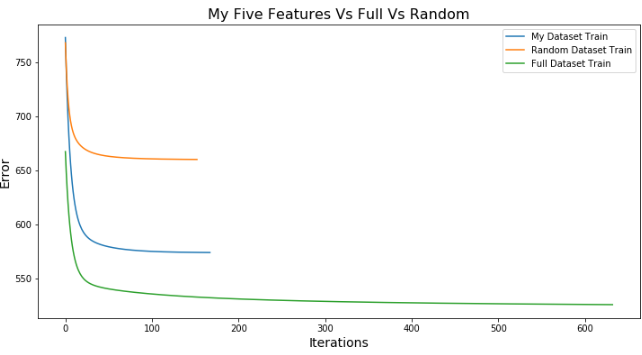 My Five Features Vs Full Vs Random
My Dataset Train
Random Dataset Train
Full Dataset Train
Error
750
700
650
600
550
0 100 200 300 400 500 600
Iterations